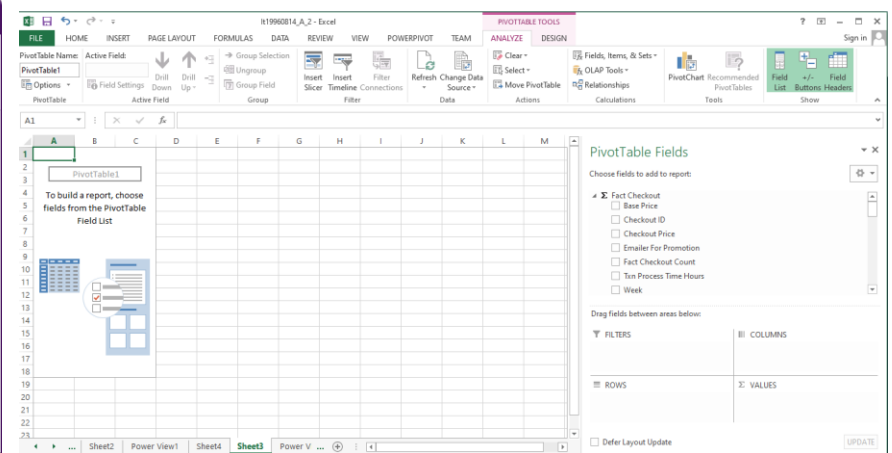 It19960814_A_2 - Excel
PIVOTTABLE TOOLS
FILE HOME INSERT PAGE LAYOUT FORMULAS DATA REVIEW VIEW POWERPIVOT TEAM ANALYZE DESIGN Sign in
PivotTable Name: Active Field:
PivotTable1
Options
PivotTable
Field Settings
Drill Down
Drill Up
Active Field
Group Selection
Ungroup
Group Field
Group
Insert Slicer
Insert Timeline
Filter Connections
Filter
Refresh
Change Data Source
Data
Clear
Select
Move PivotTable
Actions
Fields, Items, & Sets
OLAP Tools
Relationships
Calculations
PivotChart
Recommended PivotTables
Tools
Field List
+/- Buttons
Field Headers
Show
A1
fx
A B C D E F G H I J K L M
1
2
3
4
5
6
7
8
9
10
11
12
13
14
15
16
17
18
19
20
21
22
23
PivotTable1
To build a report, choose
fields from the PivotTable
Field List
PivotTable Fields
Choose fields to add to report:
Σ Fact Checkout
Base Price
Checkout ID
Checkout Price
Emailer For Promotion
Fact Checkout Count
Txn Process Time Hours
Week
Drag fields between areas below:
FILTERS
COLUMNS
ROWS
Σ VALUES
Defer Layout Update
UPDATE
... Sheet2 Power View1 Sheet4 Sheet3 Power V ...